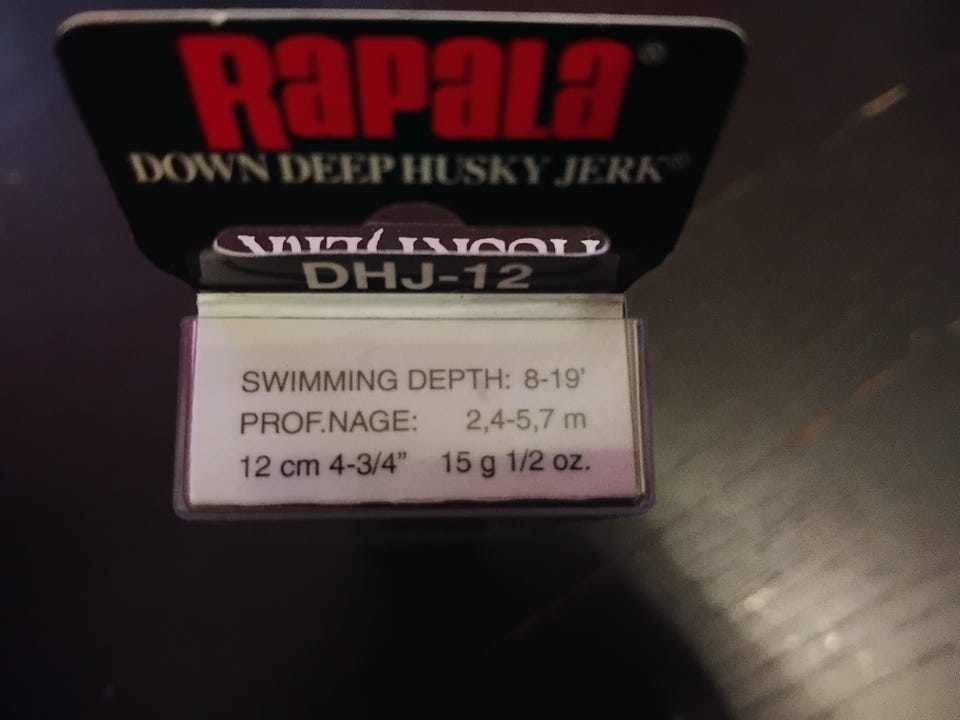 Rapala®
DOWN DEEP HUSKY JERK®
DHJ-12
SWIMMING DEPTH: 8-19'
PROF.NAGE: 2,4-5,7 m
12 cm 4-3/4" 15 g 1/2 oz.